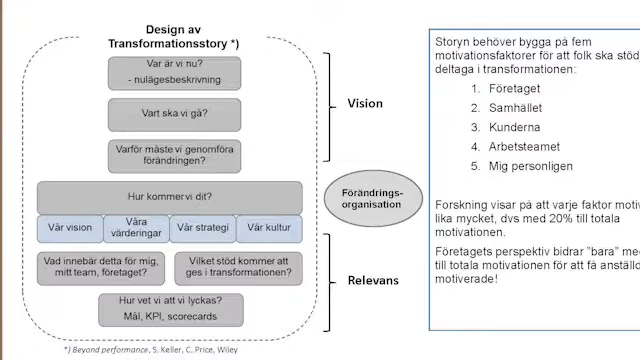 Design av
Transformationsstory *)
Var är vi nu?
- nulägesbeskrivning
Vart ska vi gå?
Varför måste vi genomföra
förändringen?
Hur kommer vi dit?
Vår vision
Våra
värderingar
Vår strategi
Vår kultur
Vad innebär detta för mig,
mitt team, företaget?
Vilket stöd kommer att
ges i transformationen?
Hur vet vi att vi lyckas?
Mål, KPI, scorecards
*) Beyond performance, S. Keller, C. Price, Wiley
Vision
Förändrings-
organisation
Relevans
Storyn behöver bygga på fem
motivationsfaktorer för att folk ska stöd
deltaga i transformationen:
1. Företaget
2. Samhället
3. Kunderna
4. Arbetsteamet
5. Mig personligen
Forskning visar på att varje faktor motiv
lika mycket, dvs med 20% till totala
motivationen.
Företagets perspektiv bidrar "bara" me
till totala motivationen för att få anställd
motiverade!